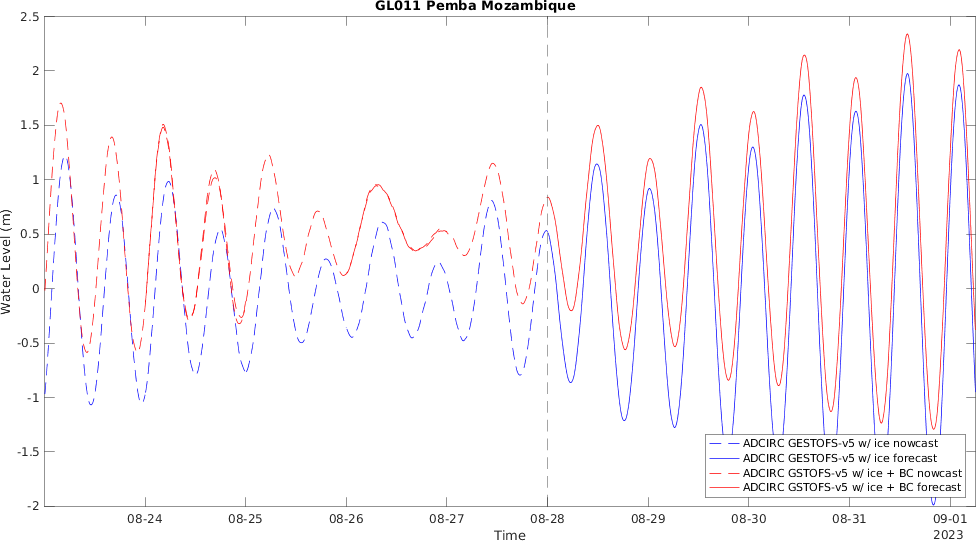 GL011 Pemba Mozambique
2.5
2
1.5
1
0.5
0
-0.5
-1
-1.5
-2
Water Level (m)
ADCIRC GESTOFS-v5 w/ ice nowcast
ADCIRC GESTOFS-v5 w/ ice forecast
ADCIRC GSTOFS-v5 w/ ice + BC nowcast
ADCIRC GSTOFS-v5 w/ ice + BC forecast
08-24 08-25 08-26 08-27 08-28 08-29 08-30 08-31 09-01
2023
Time